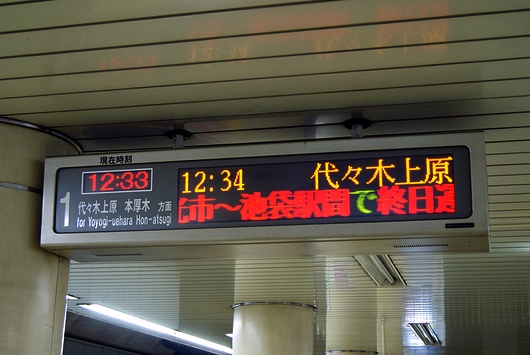 現在時刻
12:33
1
代々木上原 本厚木 方面
for Yoyogi-uehara Hon-atsugi
12:34 代々木上原
市～池袋駅間で終日運